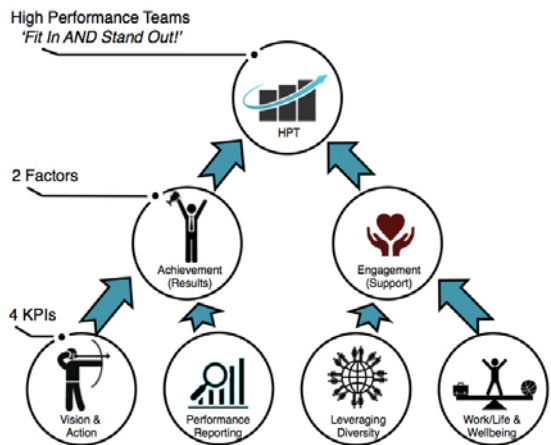 High Performance Teams
‘Fit In AND Stand Out!’
HPT
2 Factors
Achievement
(Results)
Engagement
(Support)
4 KPIs
Vision &
Action
Performance
Reporting
Leveraging
Diversity
Work/Life &
Wellbeing